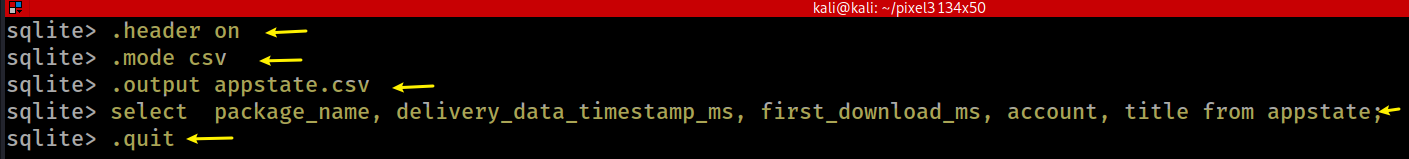 kali@kali: ~/pixel3 134x50
sqlite> .header on
sqlite> .mode csv
sqlite> .output appstate.csv
sqlite> select  package_name, delivery_data_timestamp_ms, first_download_ms, account, title from appstate;
sqlite> .quit